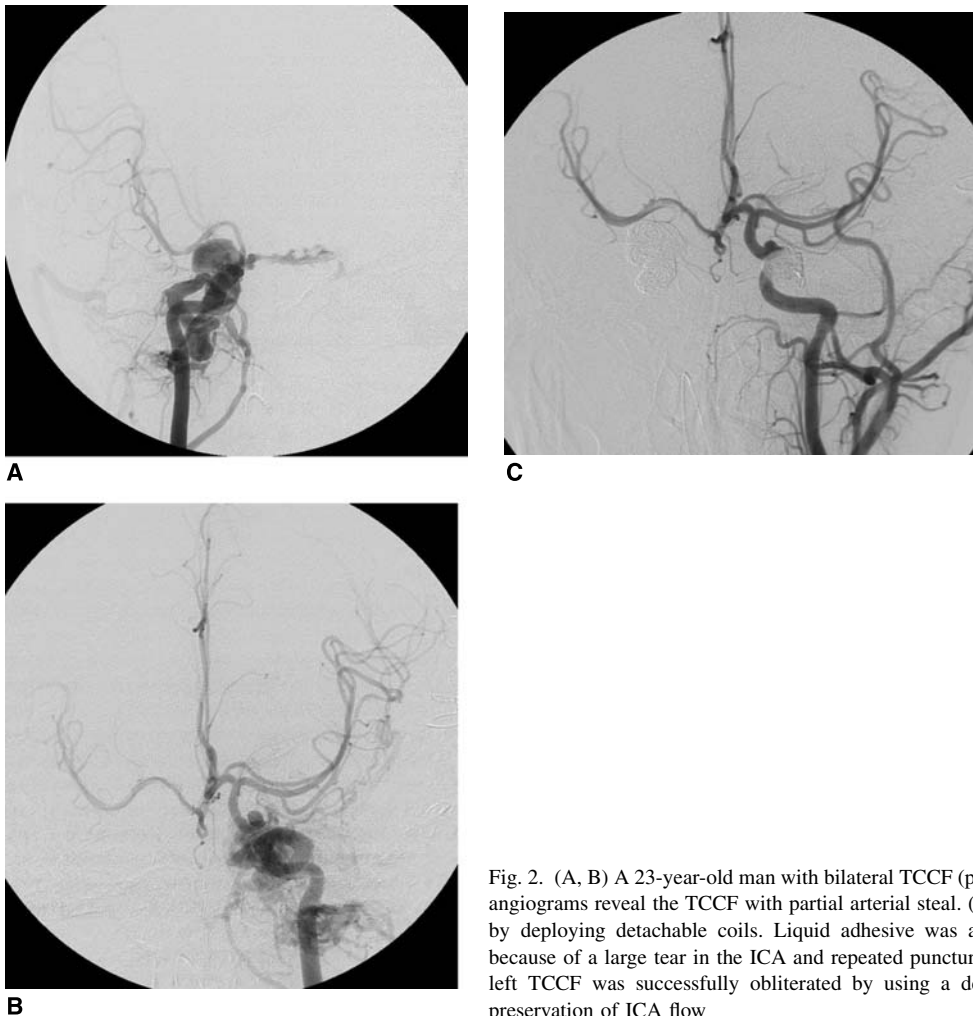 A
C
B
Fig. 2. (A, B) A 23-year-old man with bilateral TCCF (p
angiograms reveal the TCCF with partial arterial steal. (
by deploying detachable coils. Liquid adhesive was a
because of a large tear in the ICA and repeated punctur
left TCCF was successfully obliterated by using a d
preservation of ICA flow